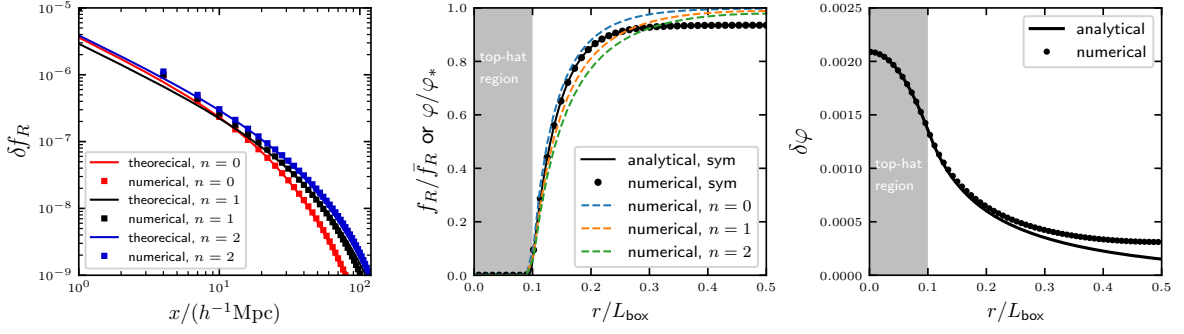 10⁻⁵
10⁻⁶
10⁻⁷
10⁻⁸
10⁻⁹
δf_R
theorecical, n = 0
numerical, n = 0
theorecical, n = 1
numerical, n = 1
theorecical, n = 2
numerical, n = 2
10⁰ 10¹ 10²
x/(h⁻¹Mpc)
1.0
0.8
0.6
0.4
0.2
0.0
f_R/f̄_R or φ/φ_*
top-hat
region
analytical, sym
numerical, sym
numerical, n = 0
numerical, n = 1
numerical, n = 2
0.0 0.1 0.2 0.3 0.4 0.5
r/L_box
0.0025
0.0020
0.0015
0.0010
0.0005
0.0000
δφ
analytical
numerical
top-hat
region
0.0 0.1 0.2 0.3 0.4 0.5
r/L_box